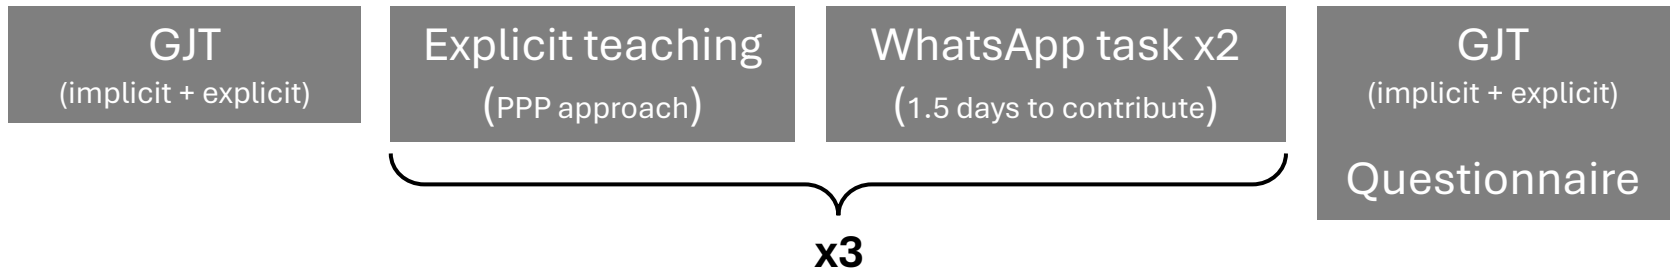 GJT
(implicit + explicit)
Explicit teaching
(PPP approach)
WhatsApp task x2
(1.5 days to contribute)
GJT
(implicit + explicit)
Questionnaire
x3